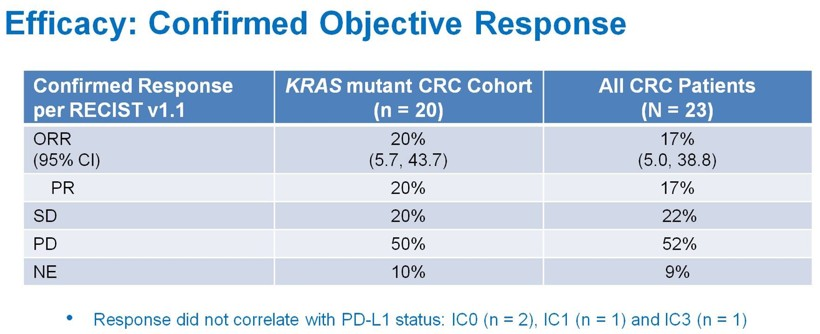 Efficacy: Confirmed Objective Response
Confirmed Response per RECIST v1.1 KRAS mutant CRC Cohort (n = 20) All CRC Patients (N = 23)
ORR (95% CI) 20% (5.7, 43.7) 17% (5.0, 38.8)
PR 20% 17%
SD 20% 22%
PD 50% 52%
NE 10% 9%
• Response did not correlate with PD-L1 status: IC0 (n = 2), IC1 (n = 1) and IC3 (n = 1)